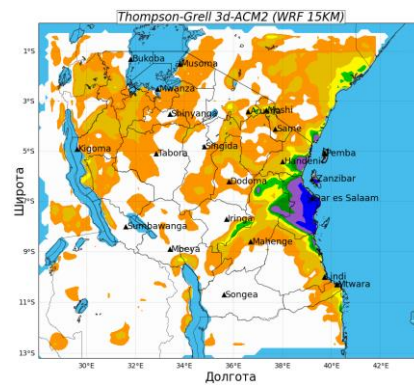 Thompson-Grell 3d-ACM2 (WRF 15KM)
1°S
Bukoba
Musoma
3°S
Mwanza
Shinyanga
Arusha
Moshi
Same
5°S
Kigoma
Tabora
Singida
Handeni
Pemba
Dodoma
Zanzibar
7°S
Dar es Salaam
Iringa
Sumbawanga
9°S
Mbeya
Mahenge
Lindi
Mtwara
11°S
Songea
13°S
30°E 32°E 34°E 36°E 38°E 40°E 42°E
Широта
Долгота